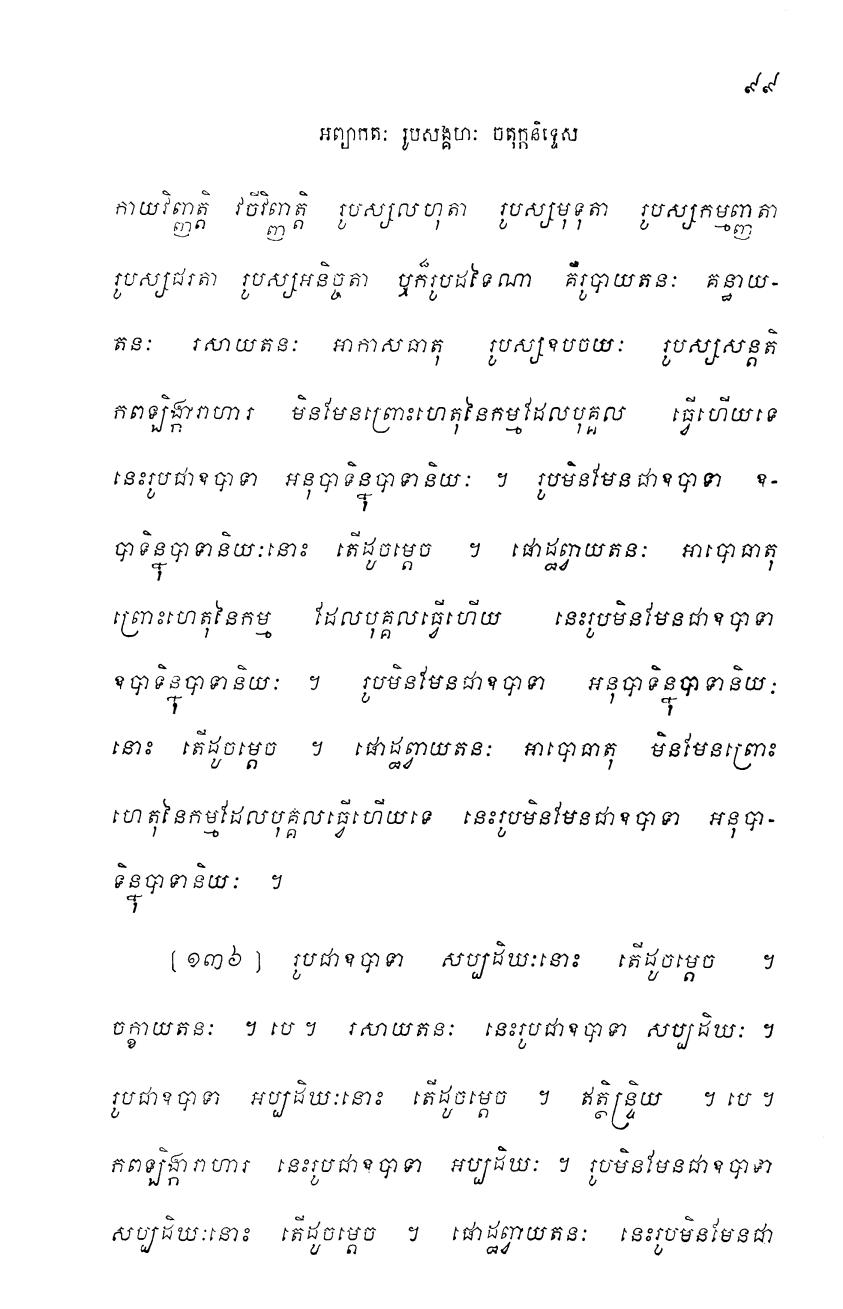 ៩៩
អព្យាកតៈ រូបសង្គហៈ ចតុក្កនិទ្ទេស
កាយវិញ្ញត្តិ វចីវិញ្ញត្តិ រូបស្សលហុតា រូបស្សមុទុតា រូបស្សកម្មញ្ញតា
រូបស្សជរតា រូបស្សអនិច្ចតា ឬក៏រូបដទៃណា គឺរូបាយតនៈ គន្ធាយ-
តនៈ រសាយតនៈ អាកាសធាតុ រូបស្សឧបចយៈ រូបស្សសន្តតិ
កពឡិង្ការាហារ មិនមែនព្រោះហេតុនៃកម្មដែលបុគ្គល ធ្វើហើយទេ
នេះរូបជាឧបាទា អនុបាទិន្នុបាទានិយៈ ។ រូបមិនមែនជាឧបាទា ឧ-
បាទិន្នុបាទានិយៈនោះ តើដូចម្តេច ។ ផោដ្ឋព្វាយតនៈ អាបោធាតុ
ព្រោះហេតុនៃកម្ម ដែលបុគ្គលធ្វើហើយ នេះរូបមិនមែនជាឧបាទា
ឧបាទិន្នុបាទានិយៈ ។ រូបមិនមែនជាឧបាទា អនុបាទិន្នុបាទានិយៈ
នោះ តើដូចម្តេច ។ ផោដ្ឋព្វាយតនៈ អាបោធាតុ មិនមែនព្រោះ
ហេតុនៃកម្មដែលបុគ្គលធ្វើហើយទេ នេះរូបមិនមែនជាឧបាទា អនុបា-
ទិន្នុបាទានិយៈ ។
[១៣៦] រូបជាឧបាទា សប្បដិឃៈនោះ តើដូចម្តេច ។
ចក្ខាយតនៈ ។ បេ ។ រសាយតនៈ នេះរូបជាឧបាទា សប្បដិឃៈ ។
រូបជាឧបាទា អប្បដិឃៈនោះ តើដូចម្តេច ។ ឥត្ថិន្ទ្រិយ ។ បេ ។
កពឡិង្ការាហារ នេះរូបជាឧបាទា អប្បដិឃៈ ។ រូបមិនមែនជាឧបាទា
សប្បដិឃៈនោះ តើដូចម្តេច ។ ផោដ្ឋព្វាយតនៈ នេះរូបមិនមែនជា